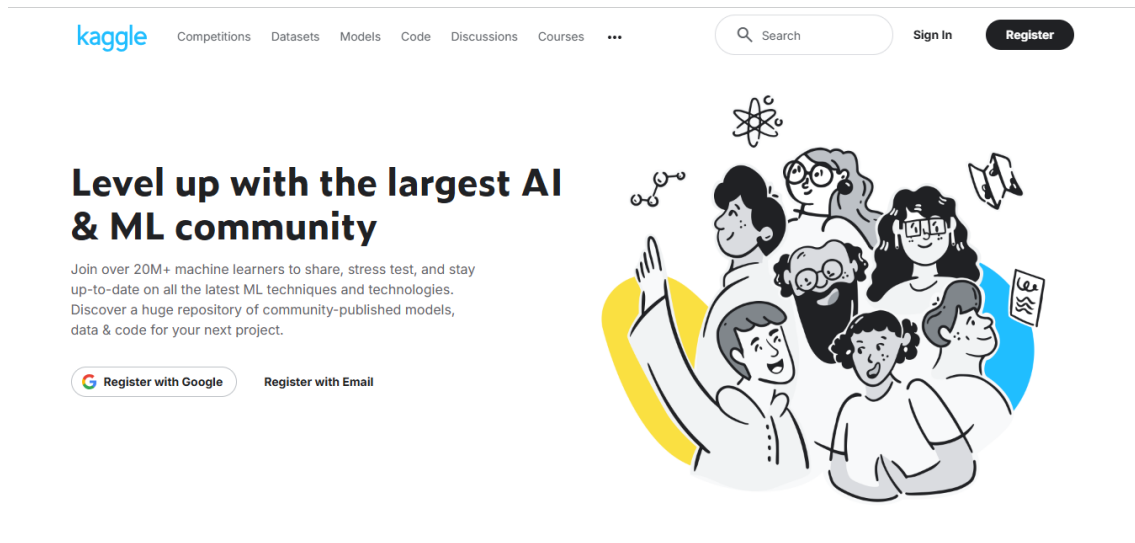 kaggle Competitions Datasets Models Code Discussions Courses ••• Search Sign In Register
Level up with the largest AI
& ML community
Join over 20M+ machine learners to share, stress test, and stay
up-to-date on all the latest ML techniques and technologies.
Discover a huge repository of community-published models,
data & code for your next project.
Register with Google Register with Email